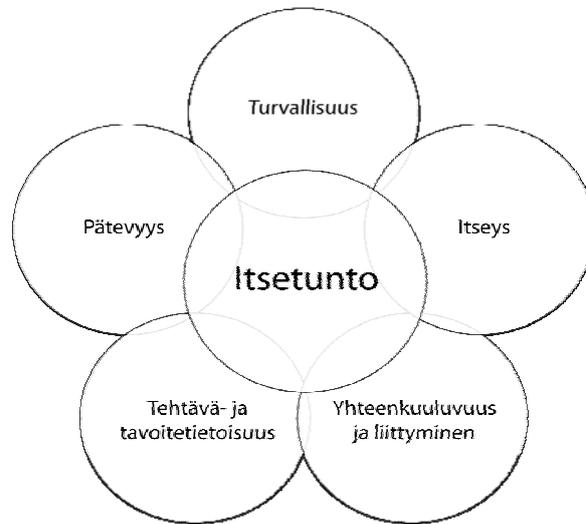 Turvallisuus
Pätevyys
Itseys
Itsetunto
Tehtävä- ja
tavoitetietoisuus
Yhteenkuuluvuus
ja liittyminen